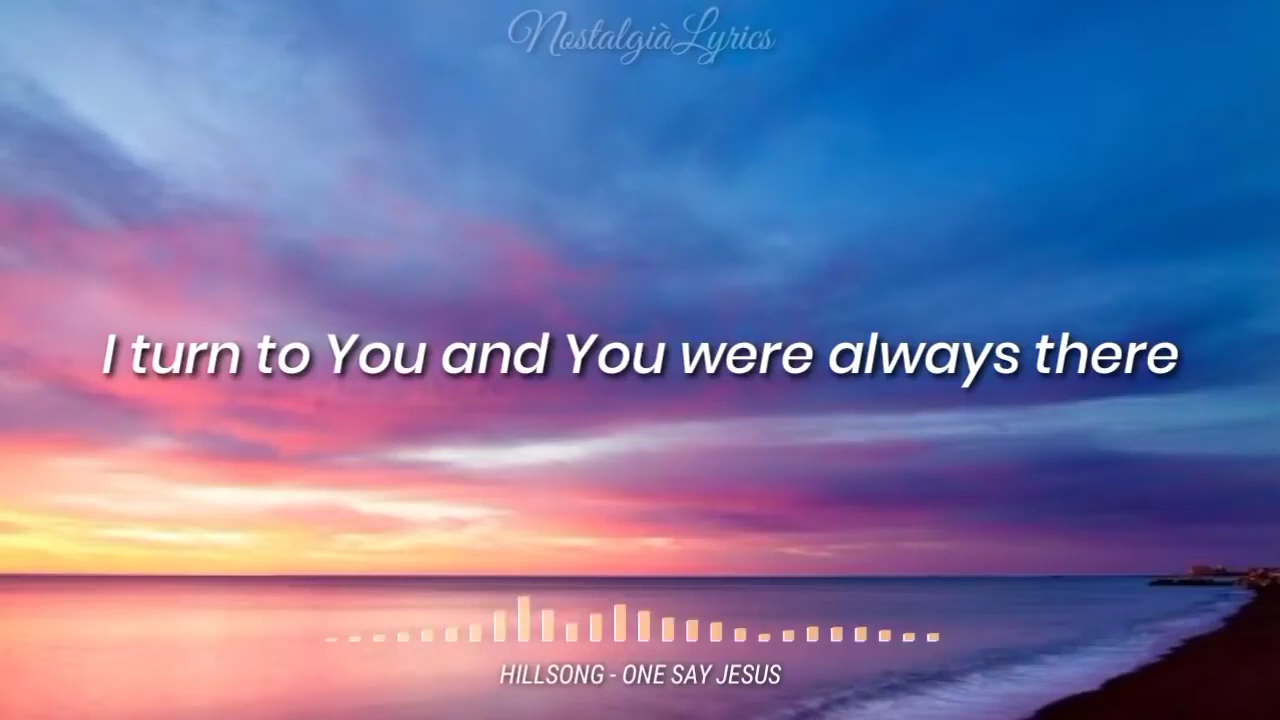 NostalgiàLyrics
I turn to You and You were always there
HILLSONG - ONE SAY JESUS